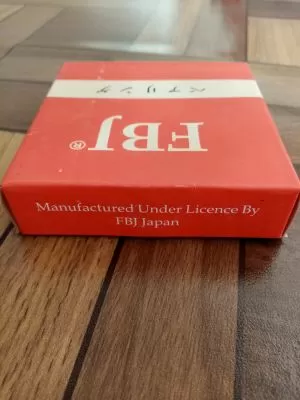 ベアリング
FBJ®
Manufactured Under Licence By
FBJ Japan